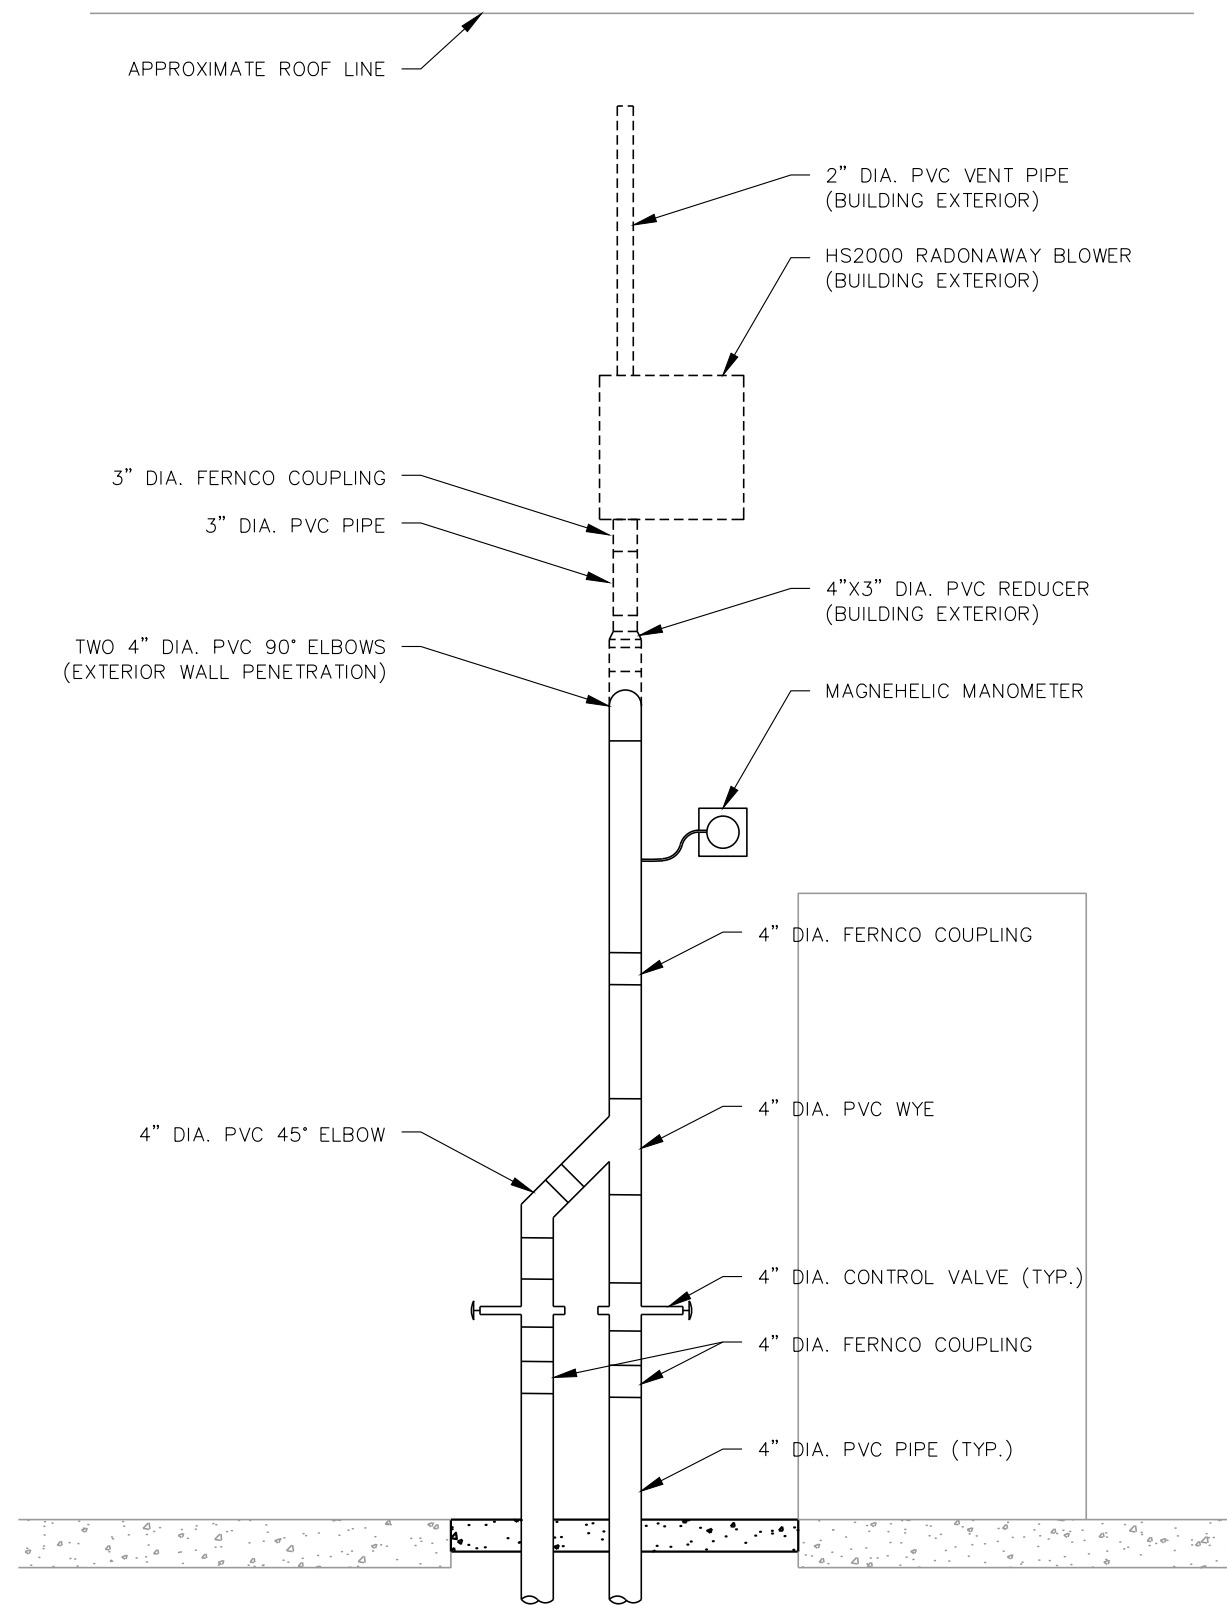 APPROXIMATE ROOF LINE
2” DIA. PVC VENT PIPE
(BUILDING EXTERIOR)
HS2000 RADONAWAY BLOWER
(BUILDING EXTERIOR)
3” DIA. FERNCO COUPLING
3” DIA. PVC PIPE
4”X3” DIA. PVC REDUCER
(BUILDING EXTERIOR)
TWO 4” DIA. PVC 90° ELBOWS
(EXTERIOR WALL PENETRATION)
MAGNEHELIC MANOMETER
4” DIA. FERNCO COUPLING
4” DIA. PVC WYE
4” DIA. PVC 45° ELBOW
4” DIA. CONTROL VALVE (TYP.)
4” DIA. FERNCO COUPLING
4” DIA. PVC PIPE (TYP.)